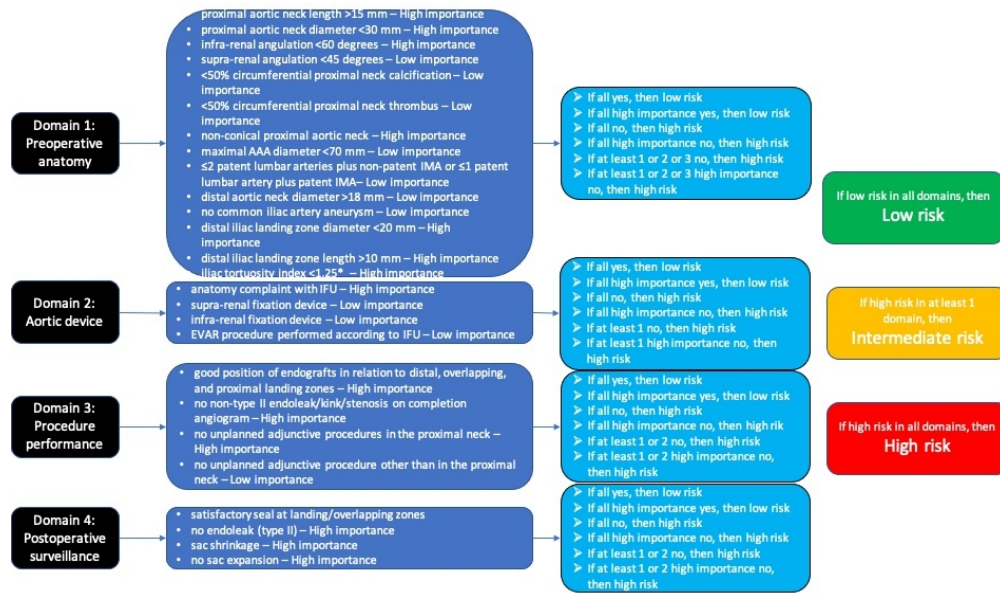 Domain 1:
Preoperative
anatomy
proximal aortic neck length >15 mm – High importance
• proximal aortic neck diameter <30 mm – High importance
• infra-renal angulation <60 degrees – High importance
• supra-renal angulation <45 degrees – Low importance
• <50% circumferential proximal neck calcification – Low
importance
• <50% circumferential proximal neck thrombus – Low
importance
• non-conical proximal aortic neck – High importance
• maximal AAA diameter <70 mm – Low importance
• ≤2 patent lumbar arteries plus non-patent IMA or ≤1 patent
lumbar artery plus patent IMA– Low importance
• distal aortic neck diameter >18 mm – Low importance
• no common iliac artery aneurysm – Low importance
• distal iliac landing zone diameter <20 mm – High
importance
• distal iliac landing zone length >10 mm – High importance
iliac tortuosity index <1.25* – High importance
➢ If all yes, then low risk
➢ If all high importance yes, then low risk
➢ If all no, then high risk
➢ If all high importance no, then high risk
➢ If at least 1 or 2 or 3 no, then high risk
➢ If at least 1 or 2 or 3 high importance
no, then high risk
Domain 2:
Aortic device
• anatomy complaint with IFU – High importance
• supra-renal fixation device – Low importance
• infra-renal fixation device – Low importance
• EVAR procedure performed according to IFU – Low importance
➢ If all yes, then low risk
➢ If all high importance yes, then low risk
➢ If all no, then high risk
➢ If all high importance no, then high risk
➢ If at least 1 no, then high risk
➢ If at least 1 high importance no, then
high risk
Domain 3:
Procedure
performance
• good position of endografts in relation to distal, overlapping,
and proximal landing zones – High importance
• no non-type II endoleak/kink/stenosis on completion
angiogram – High importance
• no unplanned adjunctive procedures in the proximal neck –
High importance
• no unplanned adjunctive procedure other than in the proximal
neck – Low importance
➢ If all yes, then low risk
➢ If all high importance yes, then low risk
➢ If all no, then high risk
➢ If all high importance no, then high rik
➢ If at least 1 or 2 no, then high risk
➢ If at least 1 or 2 high importance no,
then high risk
Domain 4:
Postoperative
surveillance
• satisfactory seal at landing/overlapping zones
• no endoleak (type II) – High importance
• sac shrinkage – High importance
• no sac expansion – High importance
➢ If all yes, then low risk
➢ If all high importance yes, then low risk
➢ If all no, then high risk
➢ If all high importance no, then high risk
➢ If at least 1 or 2 no, then high risk
➢ If at least 1 or 2 high importance no,
then high risk
If low risk in all domains, then
Low risk
If high risk in at least 1
domain, then
Intermediate risk
If high risk in all domains, then
High risk